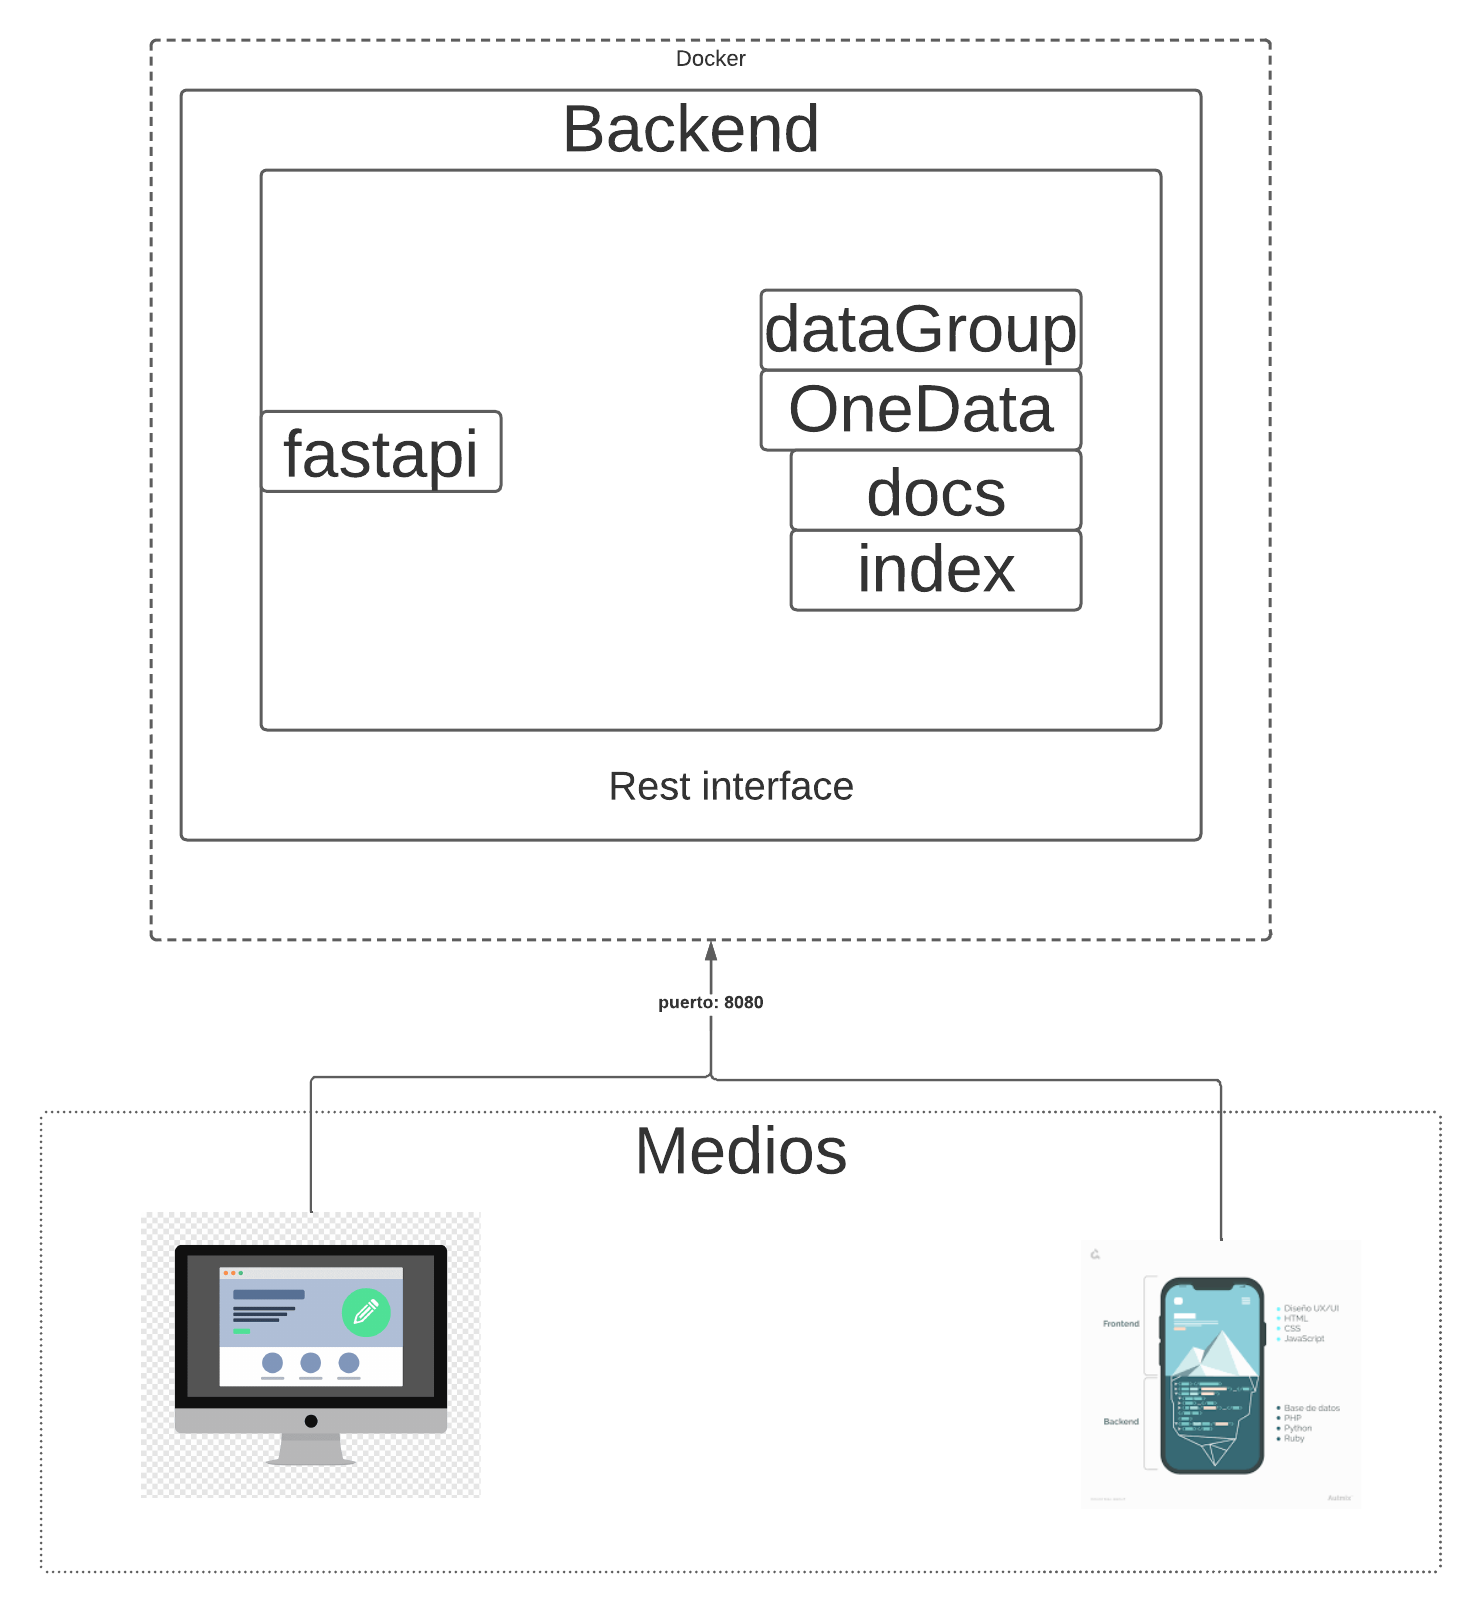 Docker
Backend
dataGroup
OneData
fastapi
docs
index
Rest interface
puerto: 8080
Medios
Frontend
Diseño UX/UI
HTML
CSS
JavaScript
Backend
Base de datos
PHP
Python
Ruby